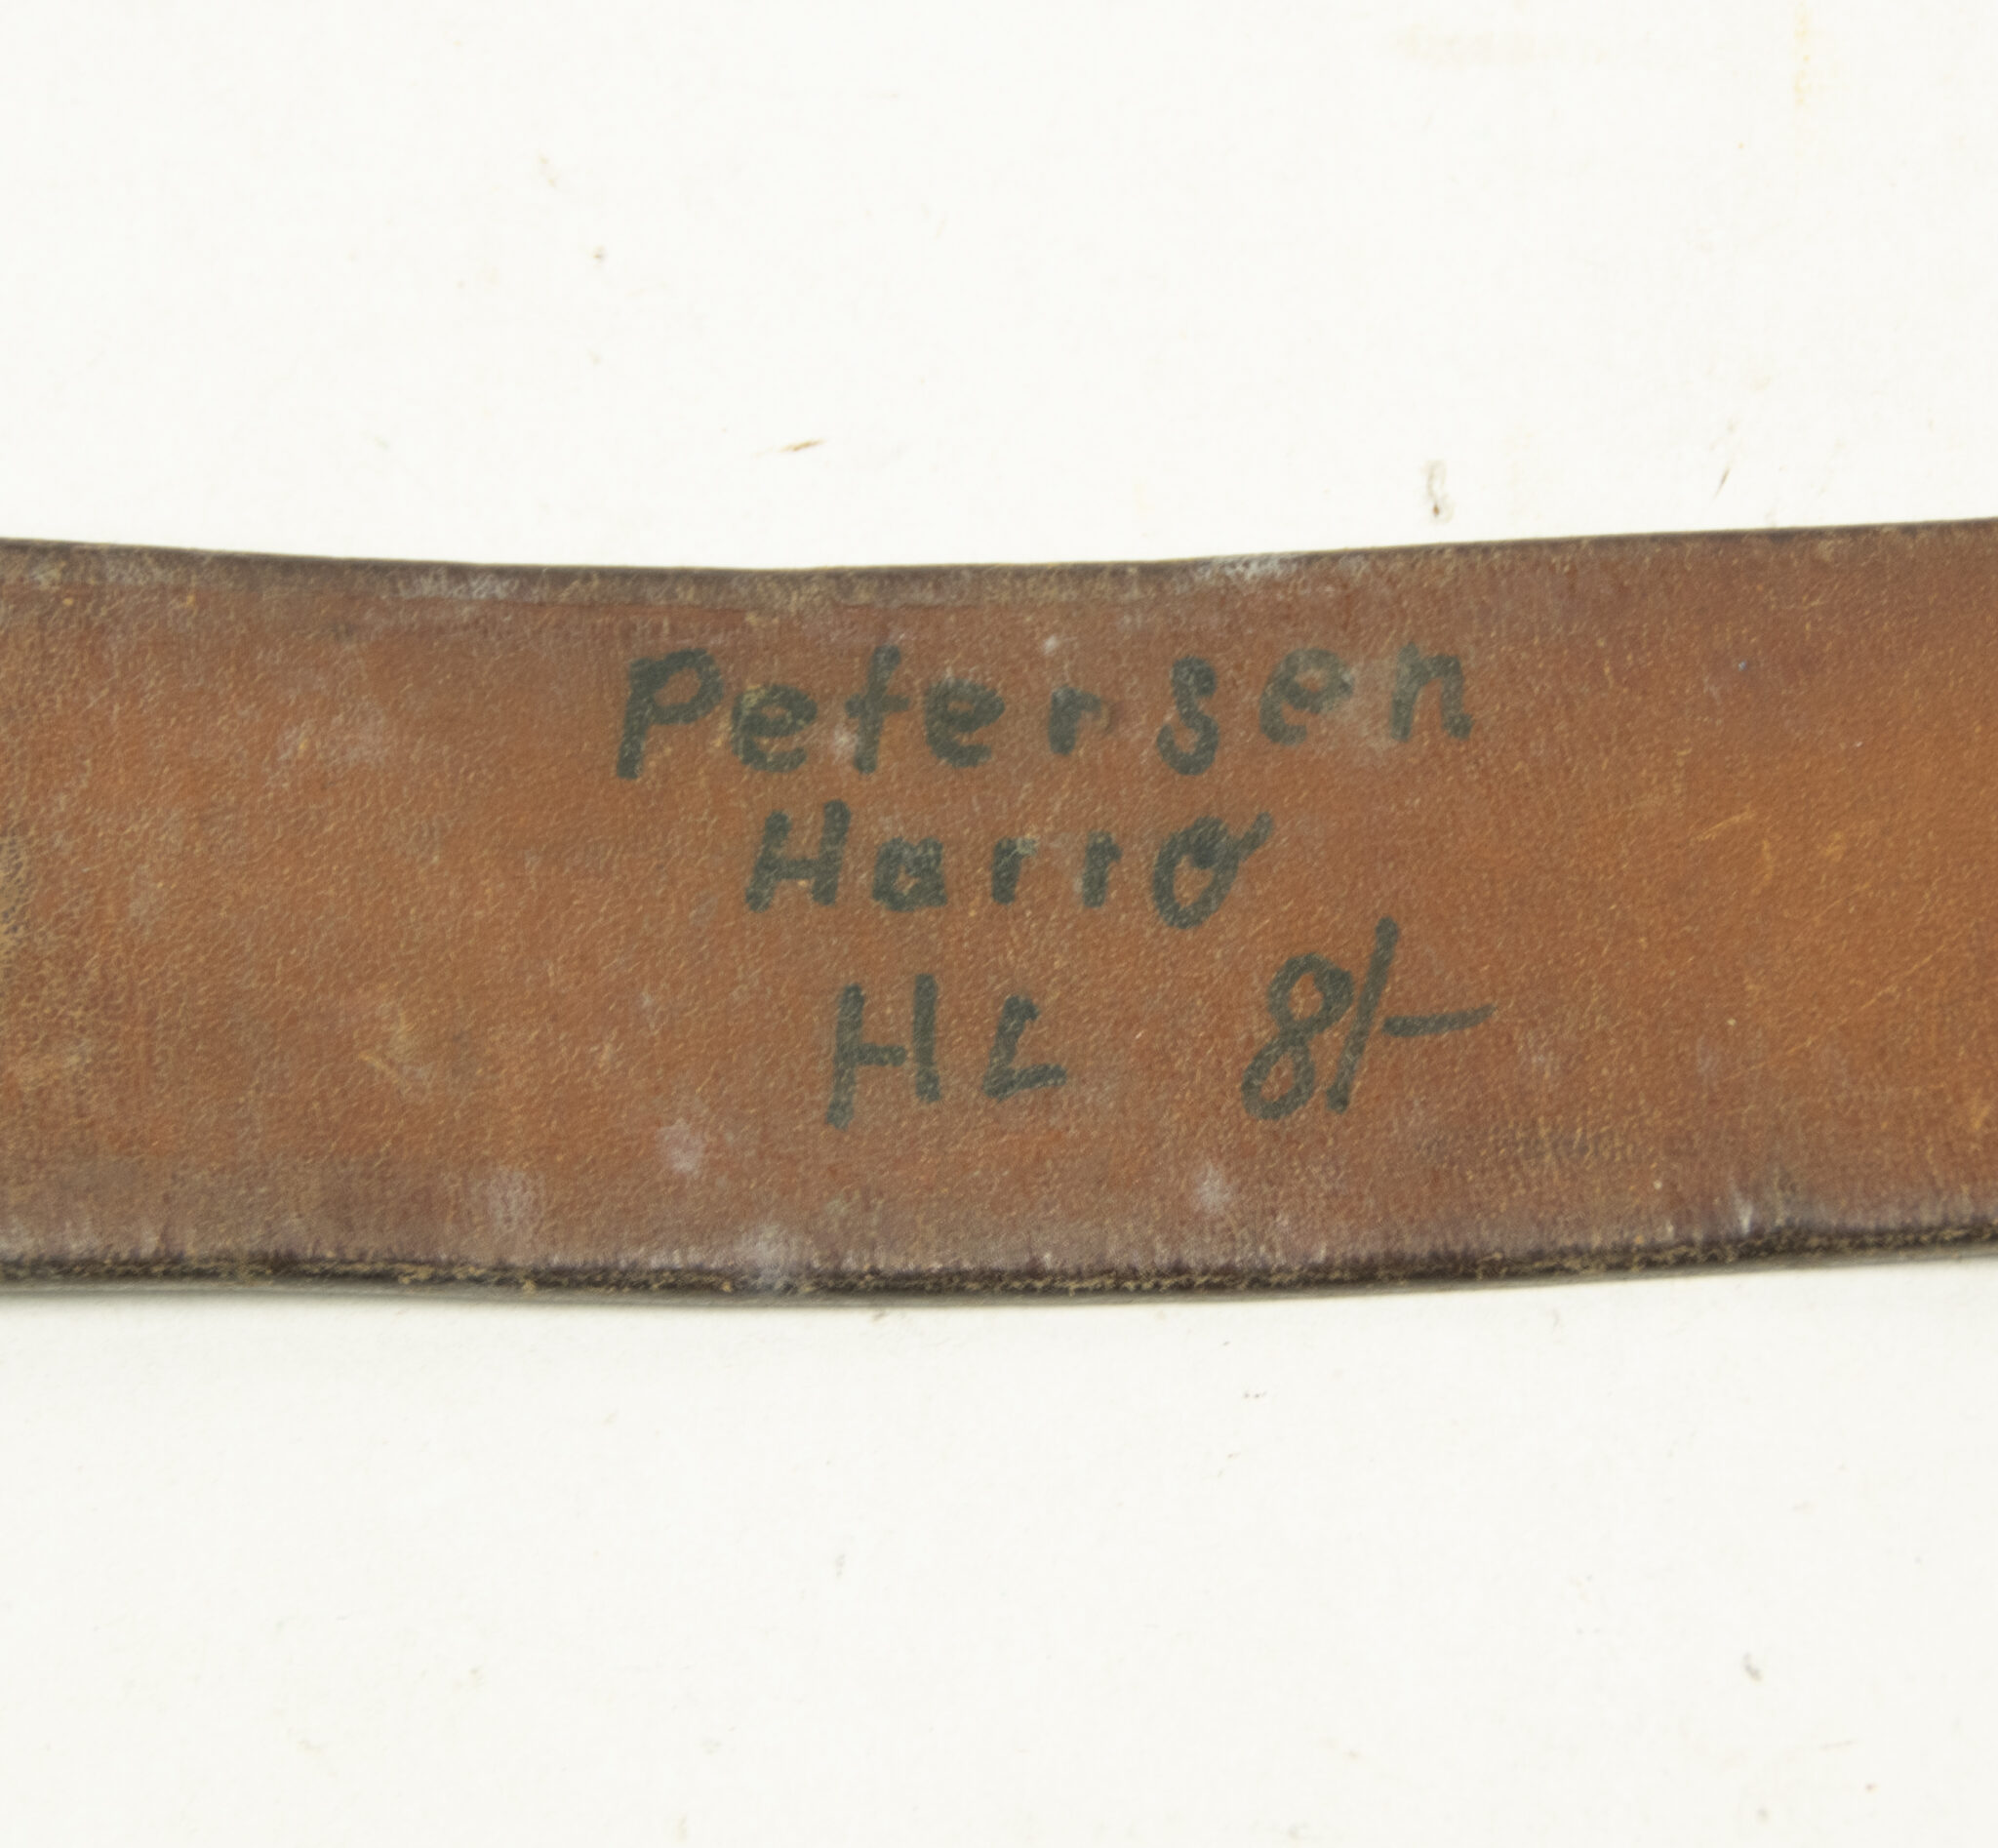 Petersen
Harro
HL 8/-